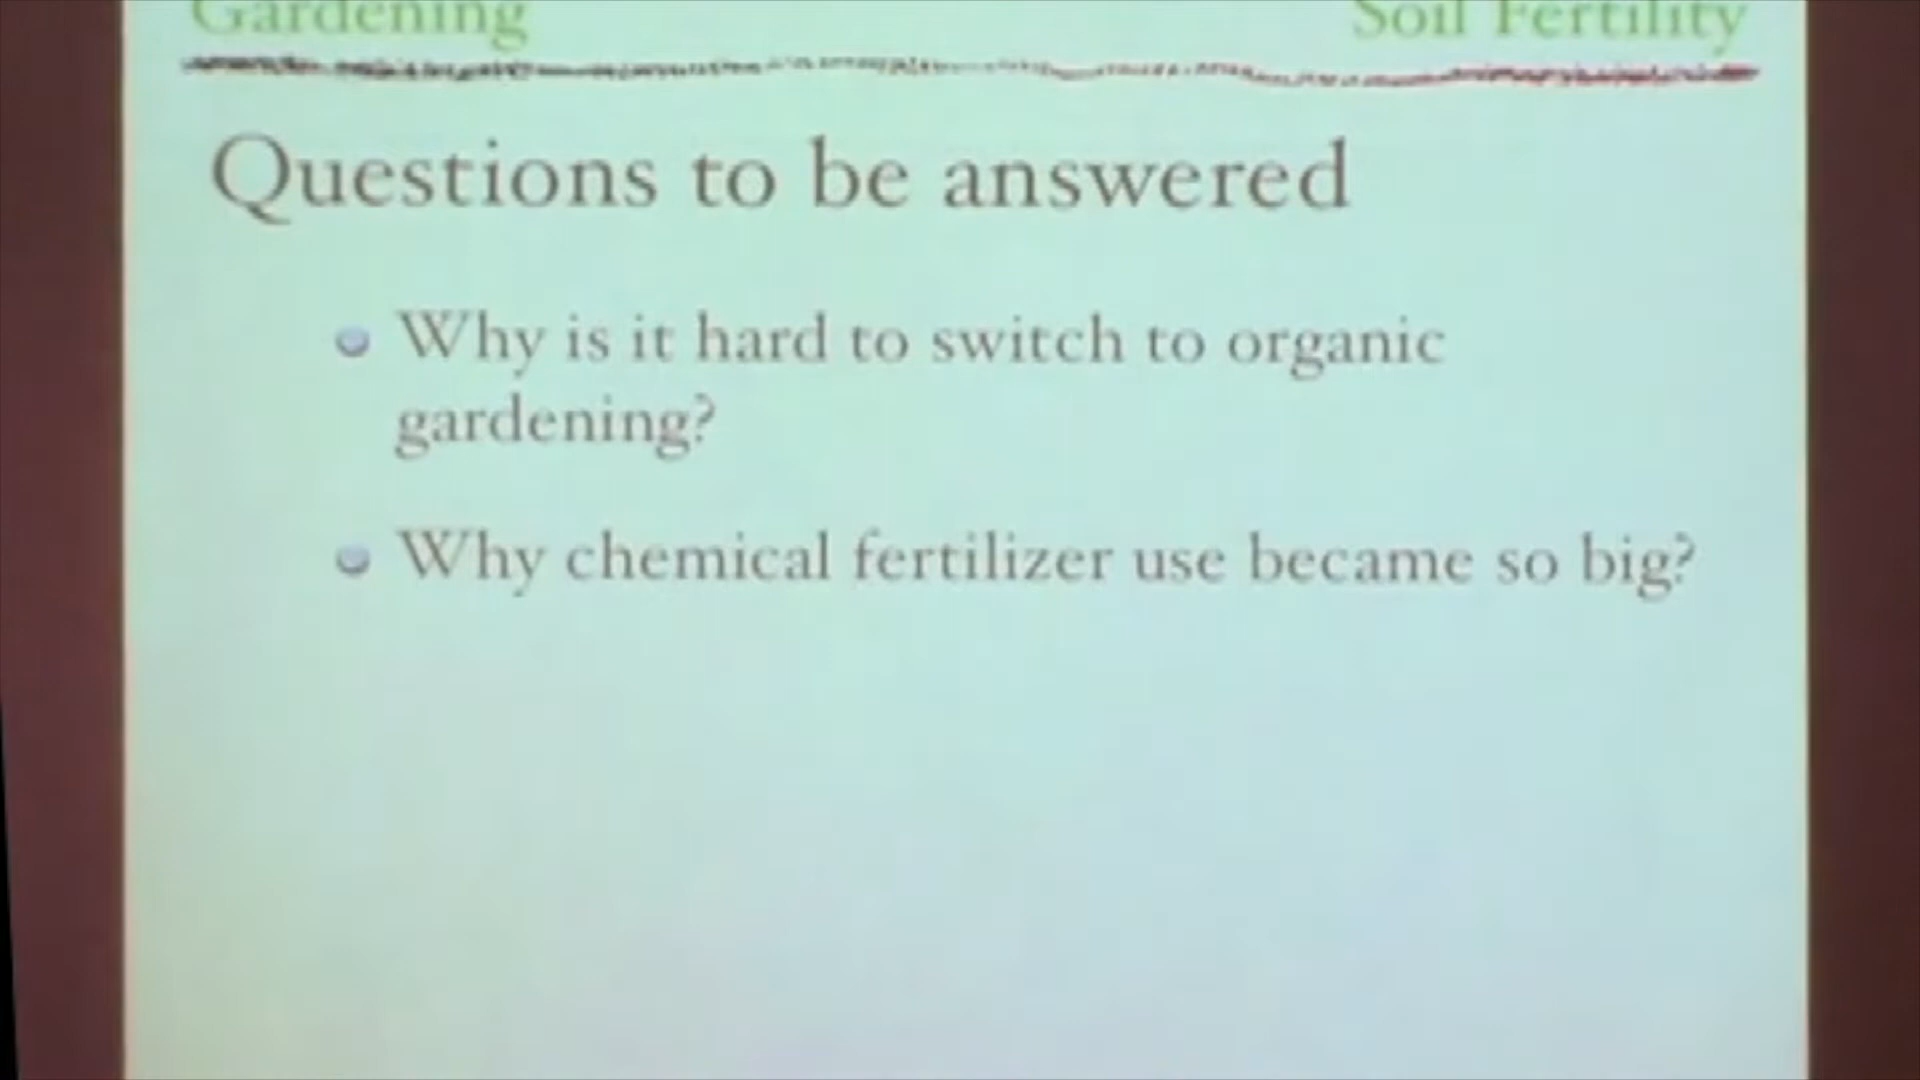 Gardening Soil Fertility
Questions to be answered
Why is it hard to switch to organic
gardening?
Why chemical fertilizer use became so big?